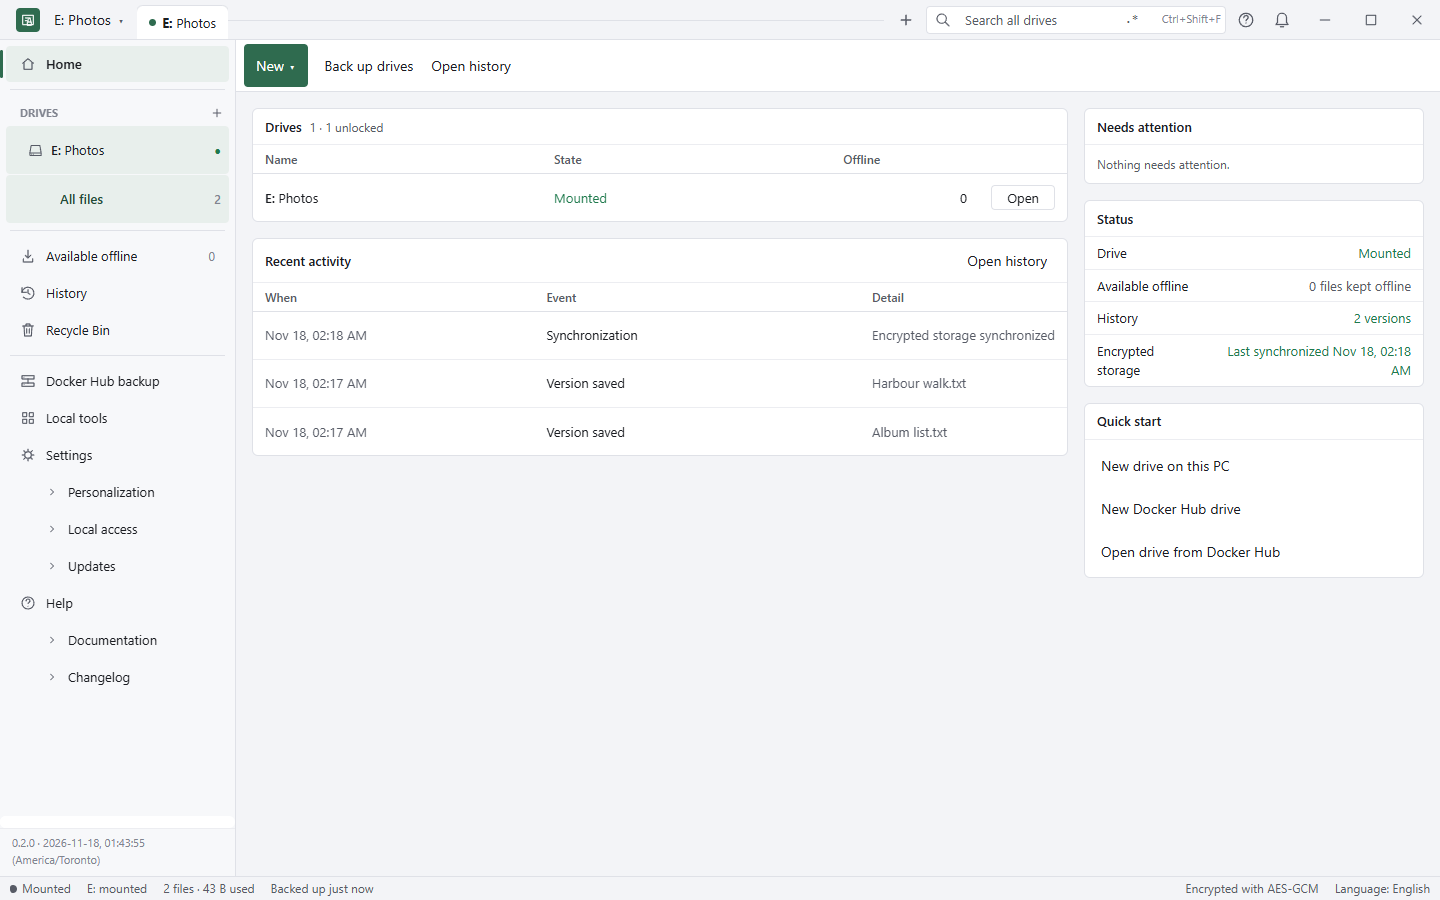 E: Photos
E: Photos
Search all drives
.*
Ctrl+Shift+F
Home
DRIVES
E: Photos
All files 2
Available offline 0
History
Recycle Bin
Docker Hub backup
Local tools
Settings
Personalization
Local access
Updates
Help
Documentation
Changelog
0.2.0 · 2026-11-18, 01:43:55
(America/Toronto)
New
Back up drives
Open history
Drives 1 · 1 unlocked
Name State Offline
E: Photos Mounted 0 Open
Recent activity Open history
When Event Detail
Nov 18, 02:18 AM Synchronization Encrypted storage synchronized
Nov 18, 02:17 AM Version saved Harbour walk.txt
Nov 18, 02:17 AM Version saved Album list.txt
Needs attention
Nothing needs attention.
Status
Drive Mounted
Available offline 0 files kept offline
History 2 versions
Encrypted storage Last synchronized Nov 18, 02:18 AM
Quick start
New drive on this PC
New Docker Hub drive
Open drive from Docker Hub
Mounted E: mounted 2 files · 43 B used Backed up just now Encrypted with AES-GCM Language: English